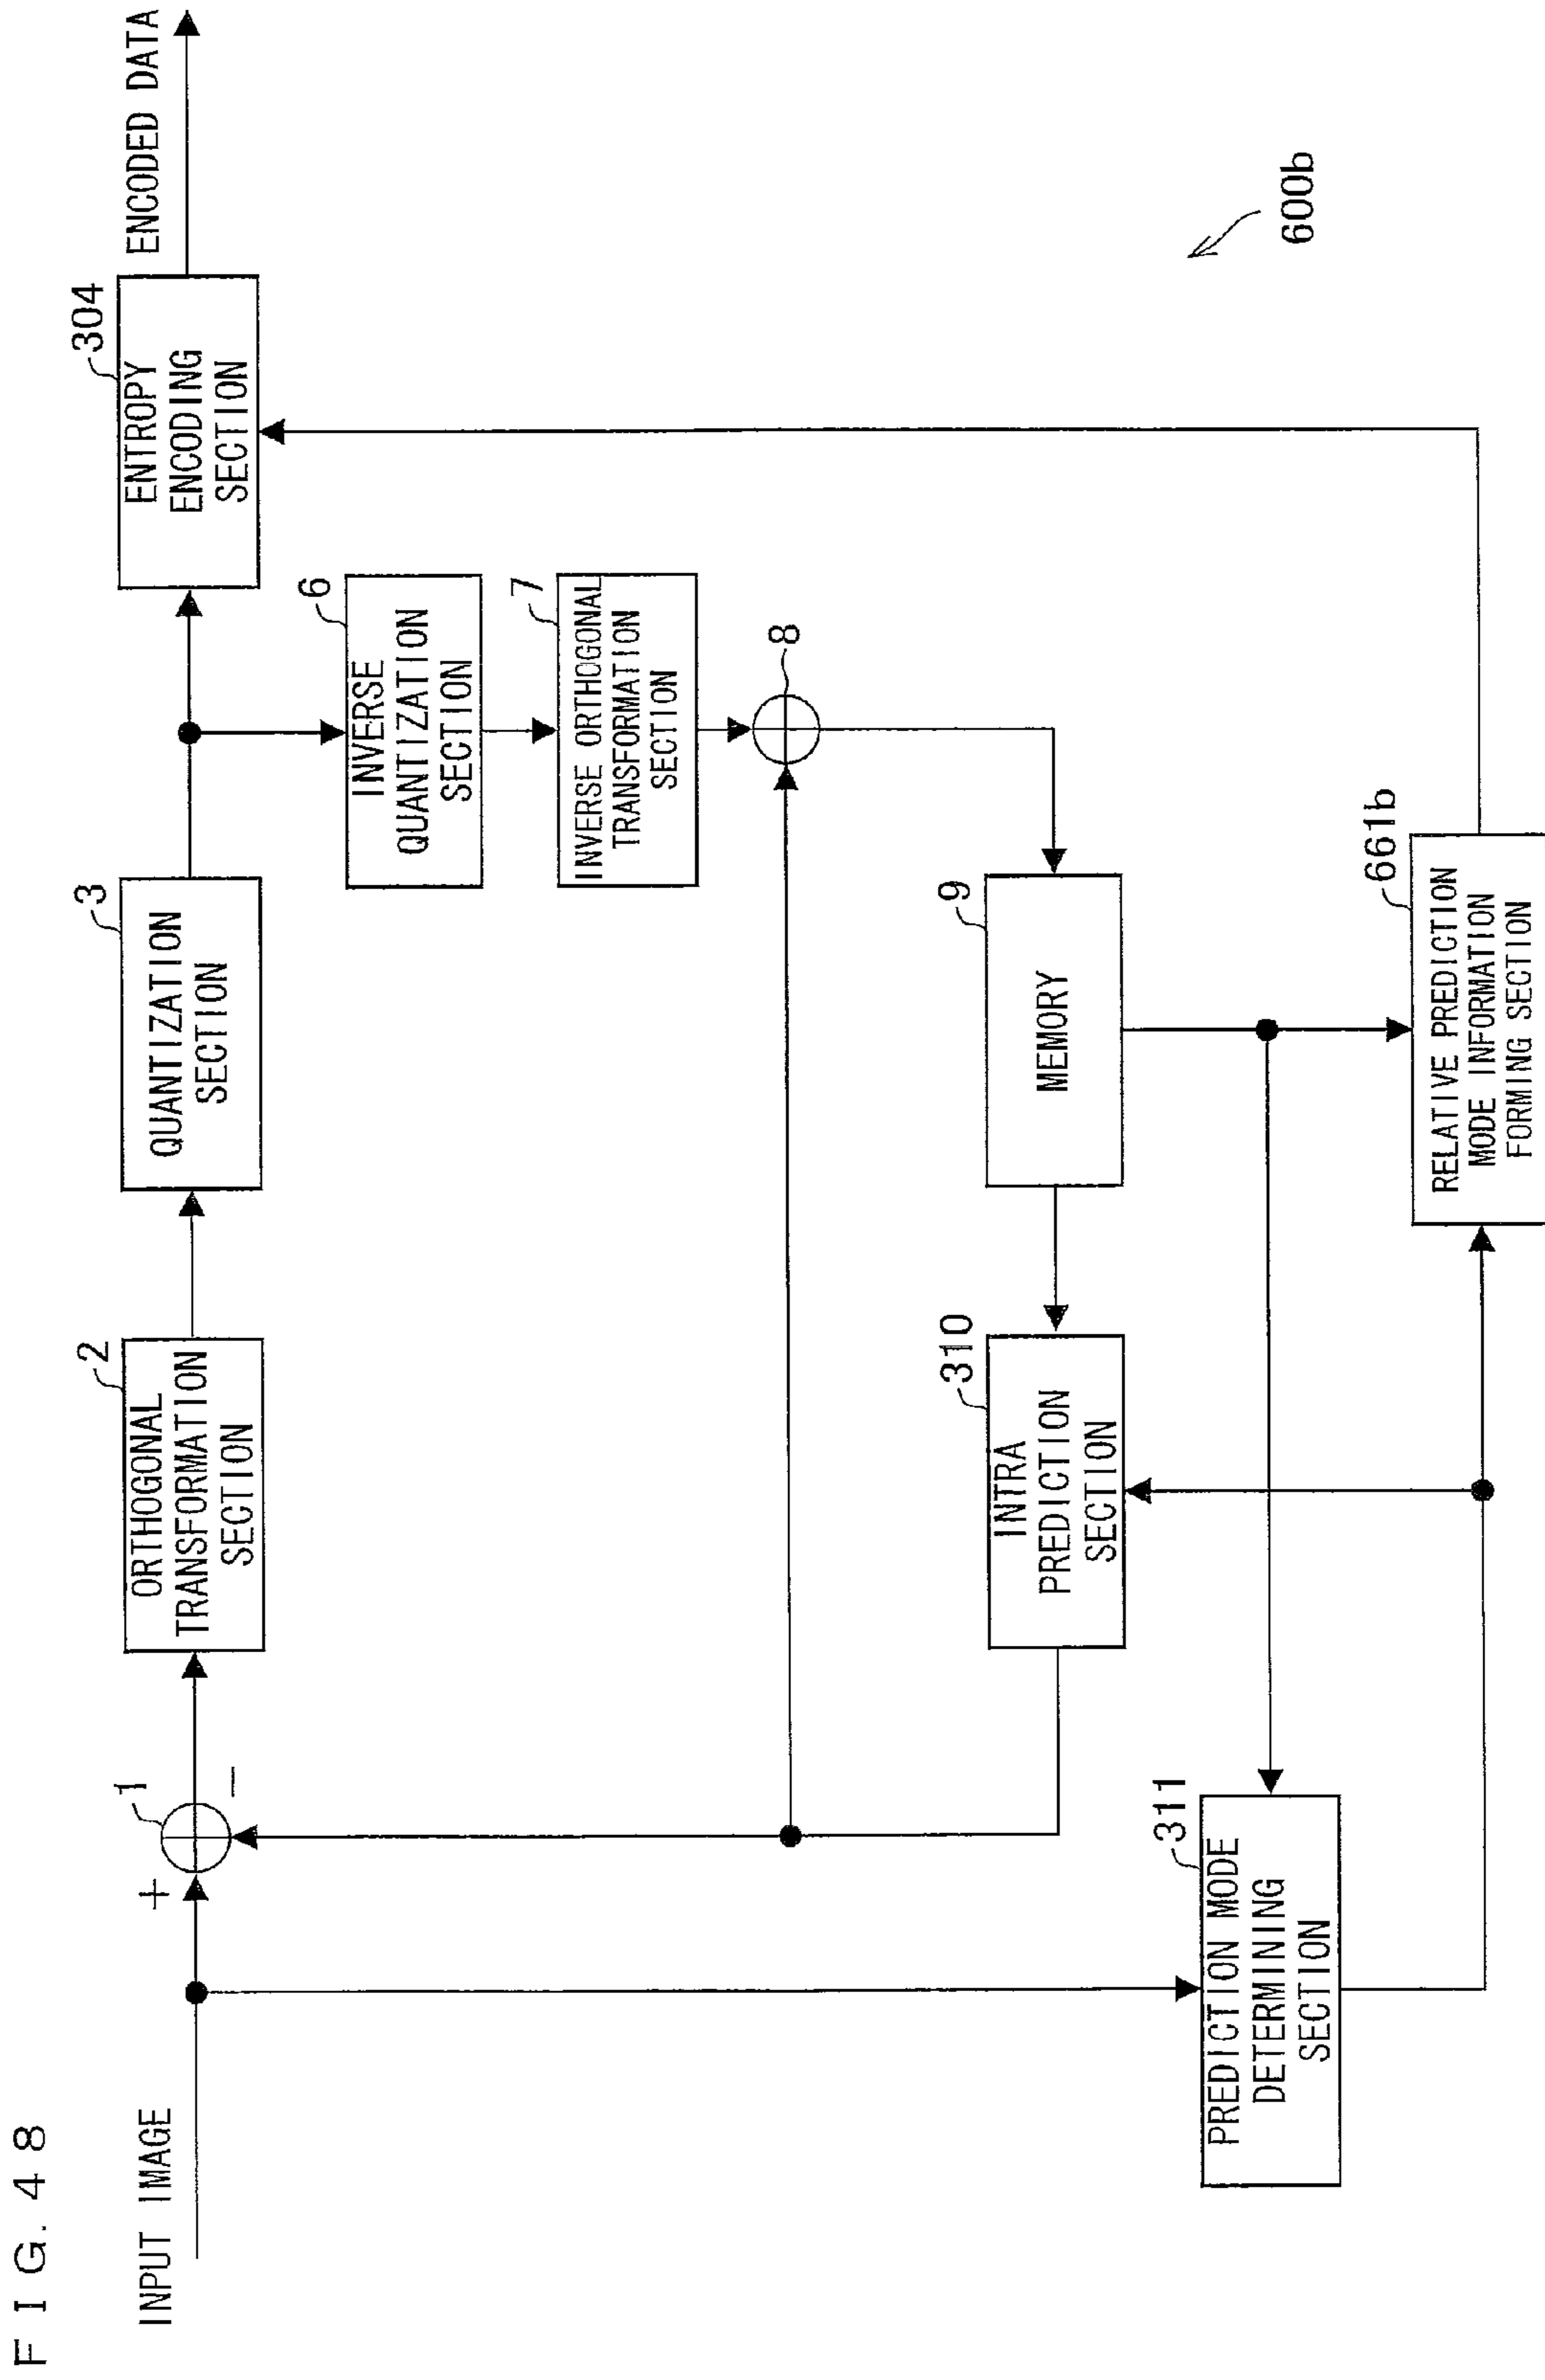 F I G. 4 8
INPUT IMAGE
+
−
1
2
ORTHOGONAL
TRANSFORMATION
SECTION
3
QUANTIZATION
SECTION
304
ENTROPY
ENCODING
SECTION
ENCODED DATA
6
INVERSE
QUANTIZATION
SECTION
7
INVERSE ORTHOGONAL
TRANSFORMATION
SECTION
8
310
INTRA
PREDICTION
SECTION
9
MEMORY
311
PREDICTION MODE
DETERMINING
SECTION
661b
RELATIVE PREDICTION
MODE INFORMATION
FORMING SECTION
600b